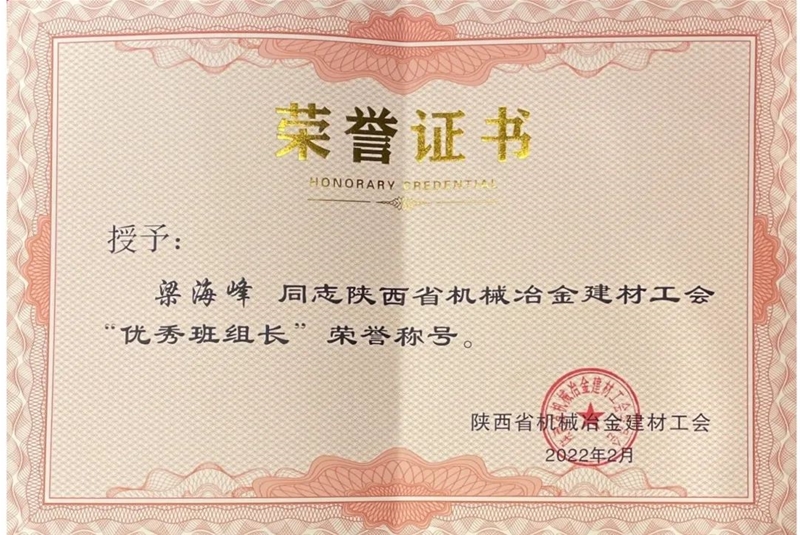 荣誉证书
HONORARY CREDENTIAL
授予：
梁海峰 同志陕西省机械冶金建材工会
“优秀班组长”荣誉称号。
陕西省机械冶金建材工会
2022年2月